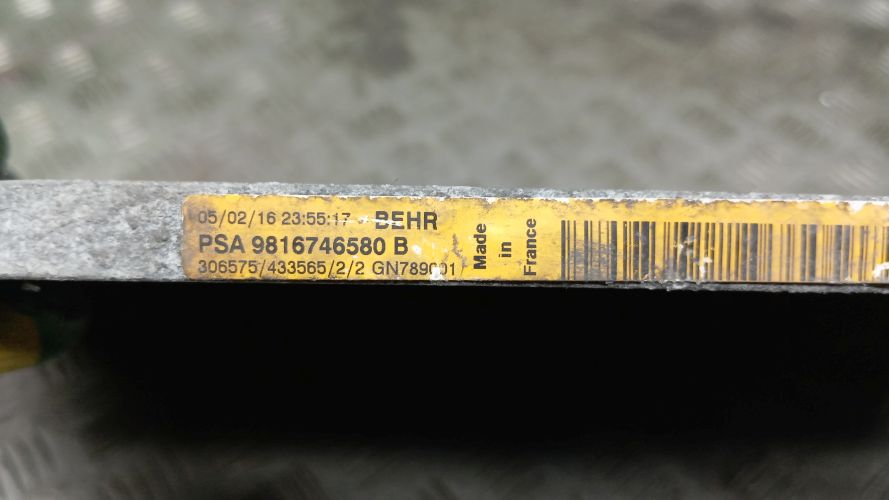 05/02/16 23:55:17 BEHR
PSA 9816746580 B
306575/433565/2/2 GN789001
Made
in
France